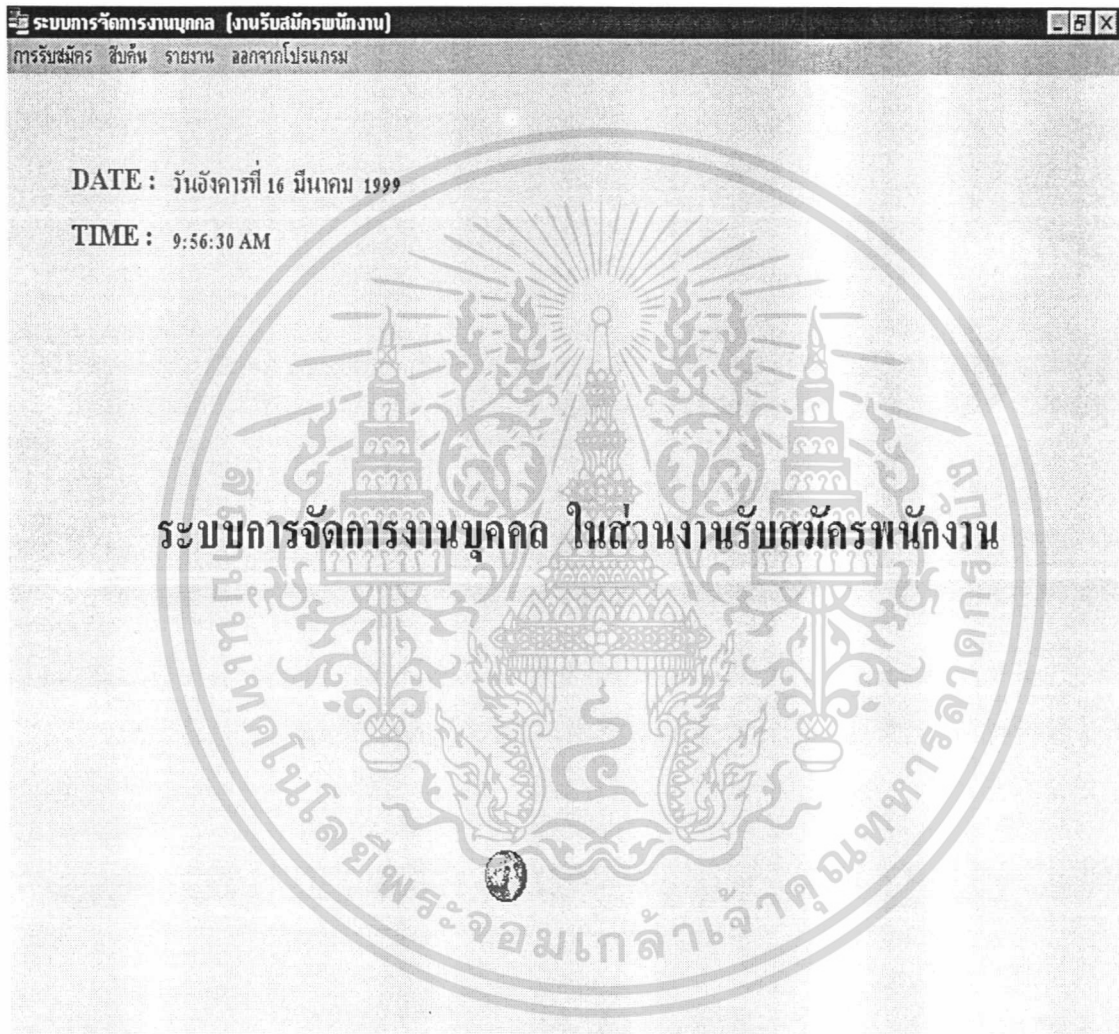 ระบบการจัดการงานบุคคล (งานรับสมัครพนักงาน)
การรับสมัคร สืบค้น รายงาน ออกจากโปรแกรม
DATE : วันอังคารที่ 16 มีนาคม 1999
TIME : 9:56:30 AM
ระบบการจัดการงานบุคคล ในส่วนงานรับสมัครพนักงาน
สถาบันเทคโนโลยีพระจอมเกล้าเจ้าคุณทหารลาดกระบัง